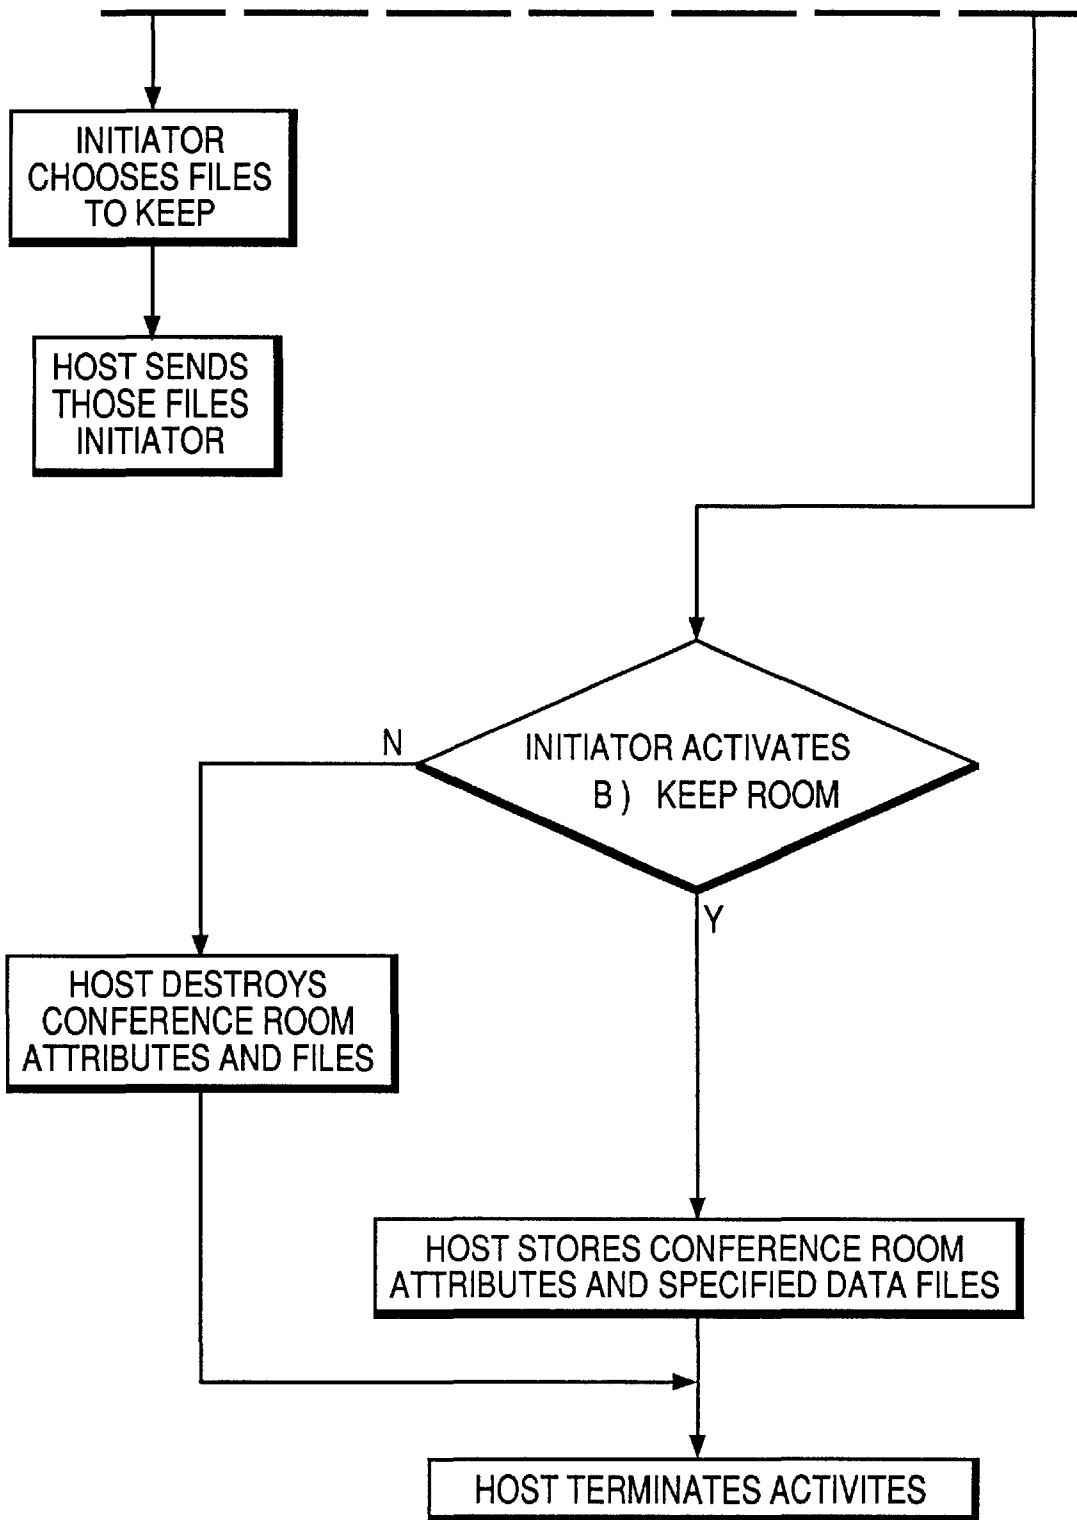 INITIATOR
CHOOSES FILES
TO KEEP
HOST SENDS
THOSE FILES
INITIATOR
INITIATOR ACTIVATES
B) KEEP ROOM
N
Y
HOST DESTROYS
CONFERENCE ROOM
ATTRIBUTES AND FILES
HOST STORES CONFERENCE ROOM
ATTRIBUTES AND SPECIFIED DATA FILES
HOST TERMINATES ACTIVITES